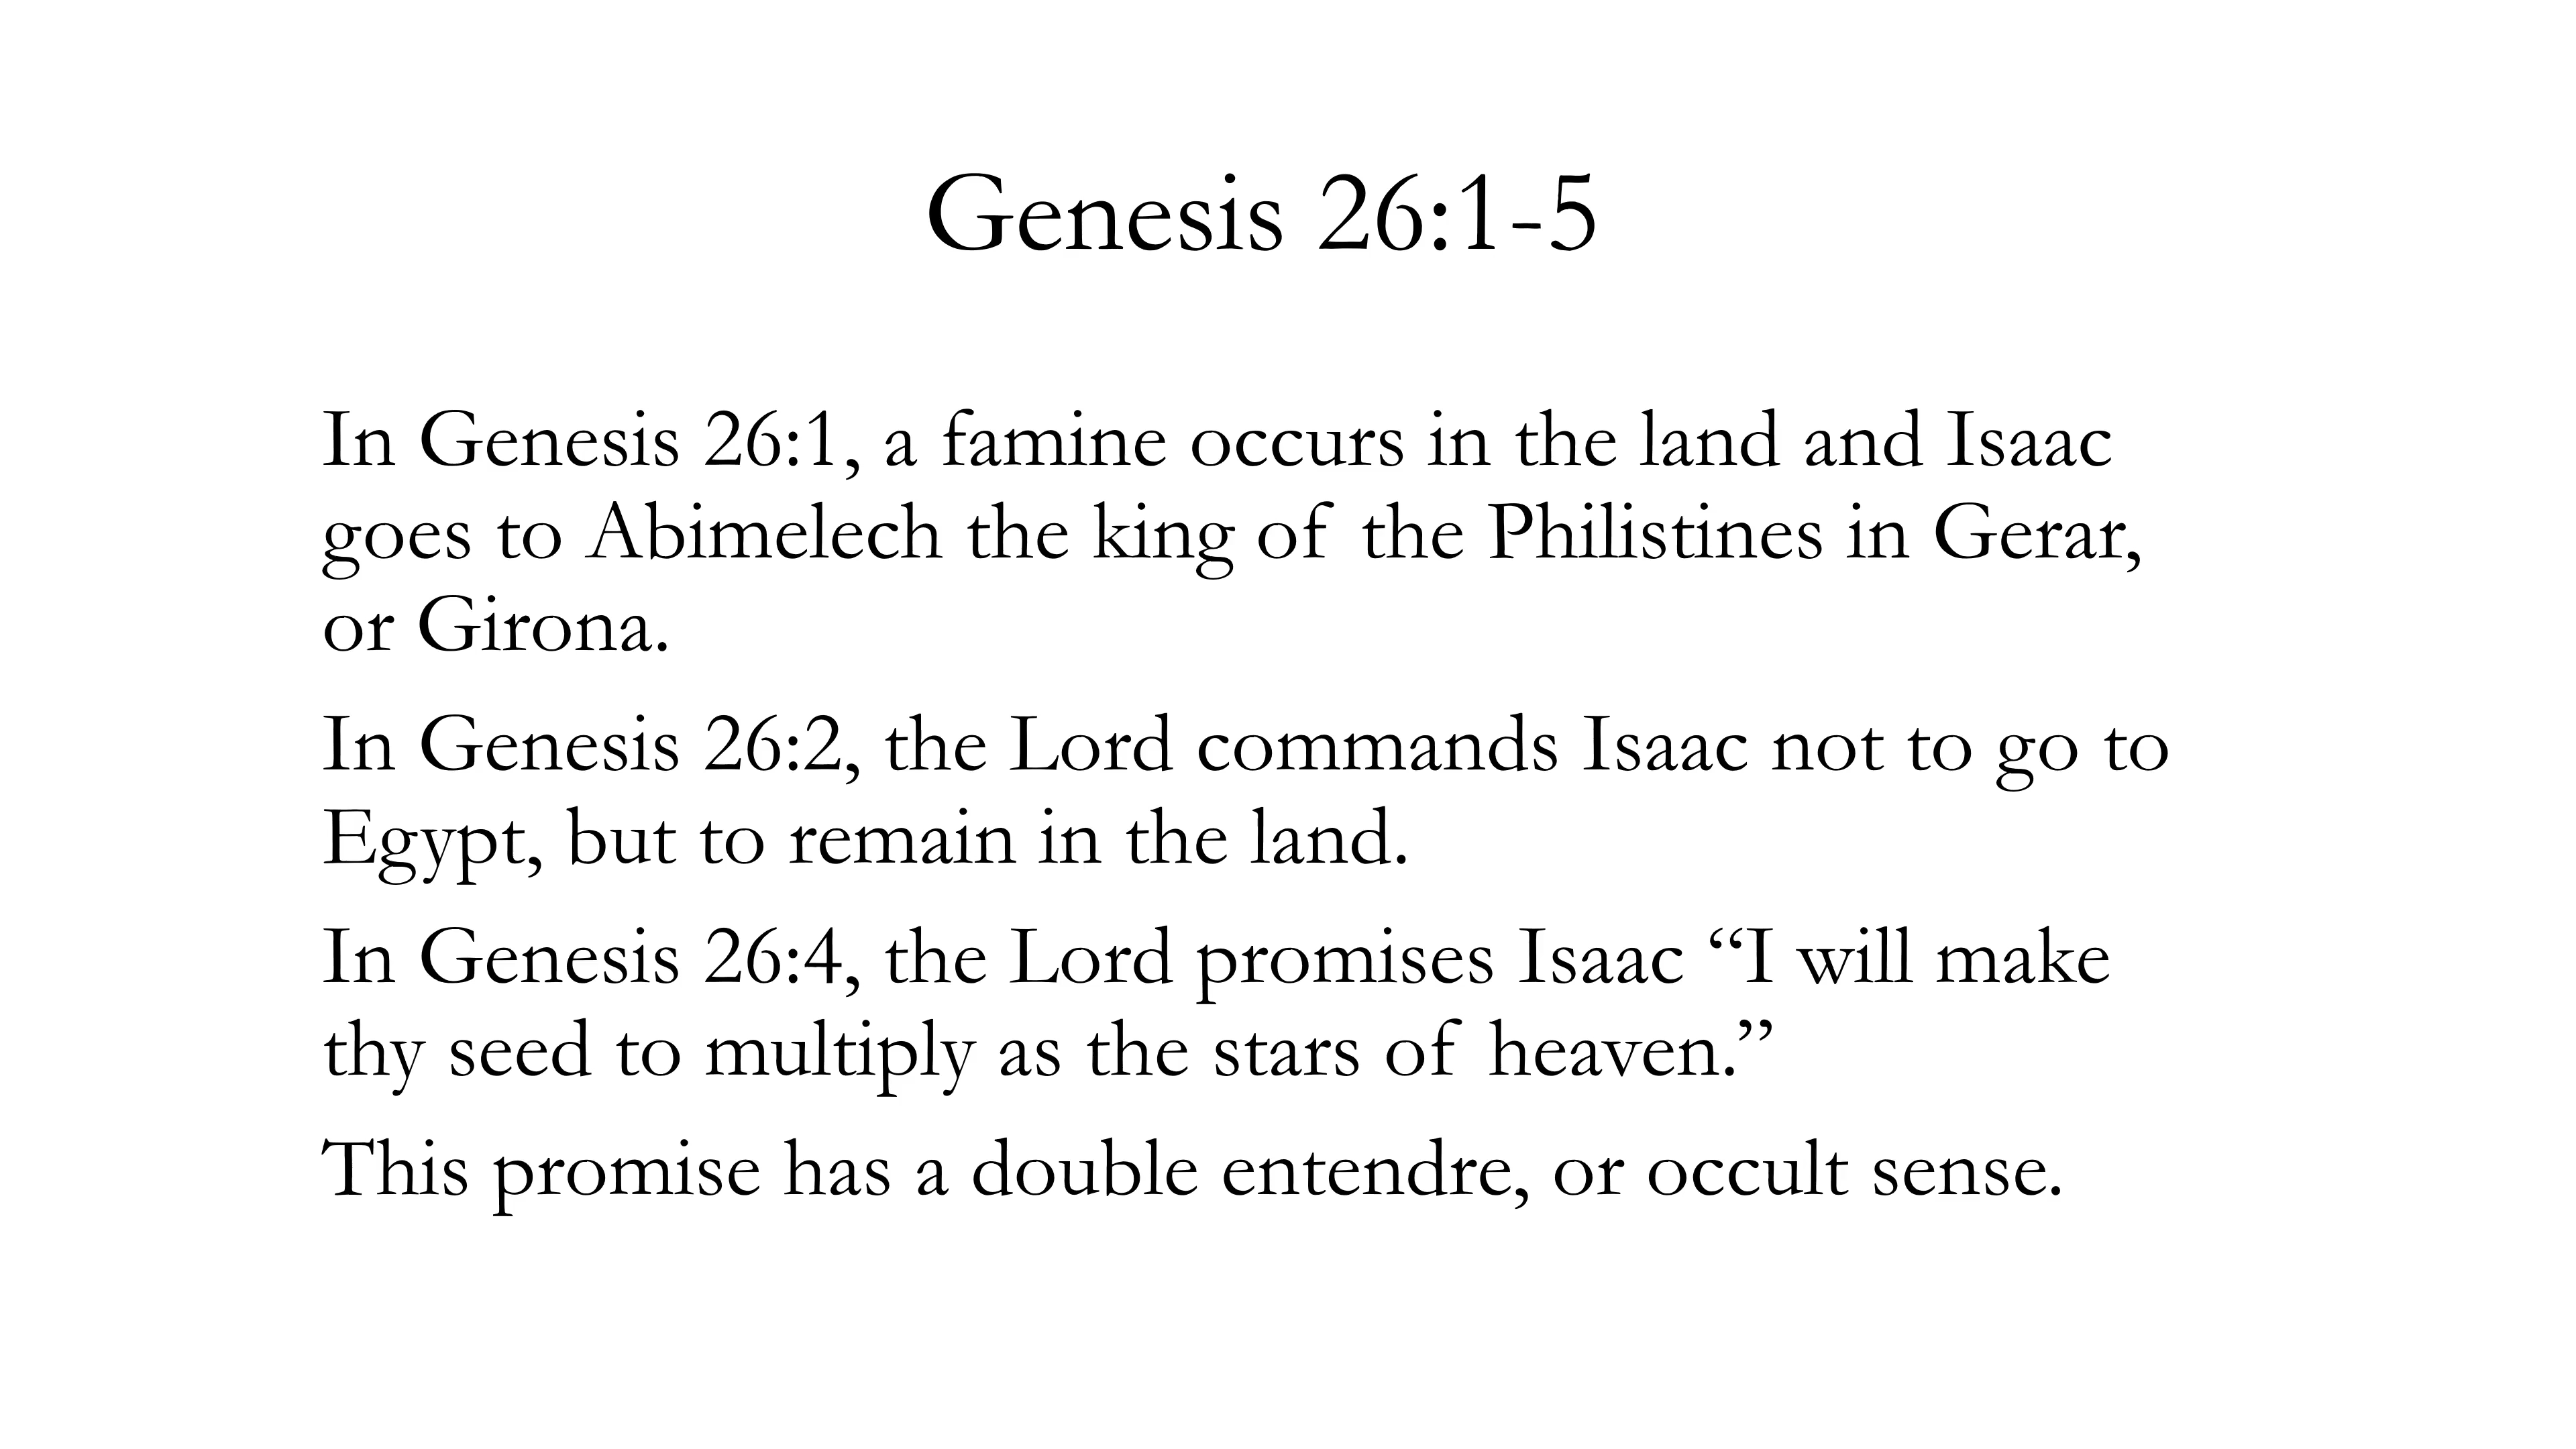 Genesis 26:1-5
In Genesis 26:1, a famine occurs in the land and Isaac
goes to Abimelech the king of the Philistines in Gerar,
or Girona.
In Genesis 26:2, the Lord commands Isaac not to go to
Egypt, but to remain in the land.
In Genesis 26:4, the Lord promises Isaac “I will make
thy seed to multiply as the stars of heaven.”
This promise has a double entendre, or occult sense.